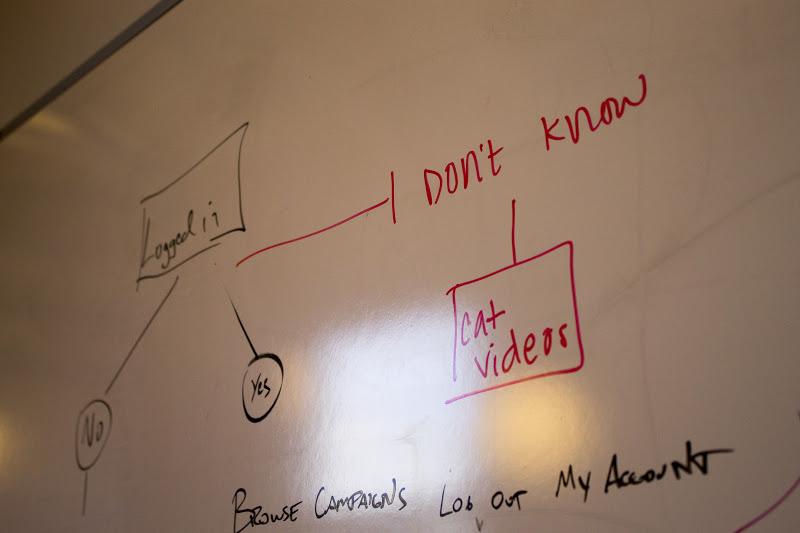 I DON'T KNOW
Logged in
cat
videos
Yes
No
BROWSE CAMPAIGNS LOG OUT MY ACCOUNT